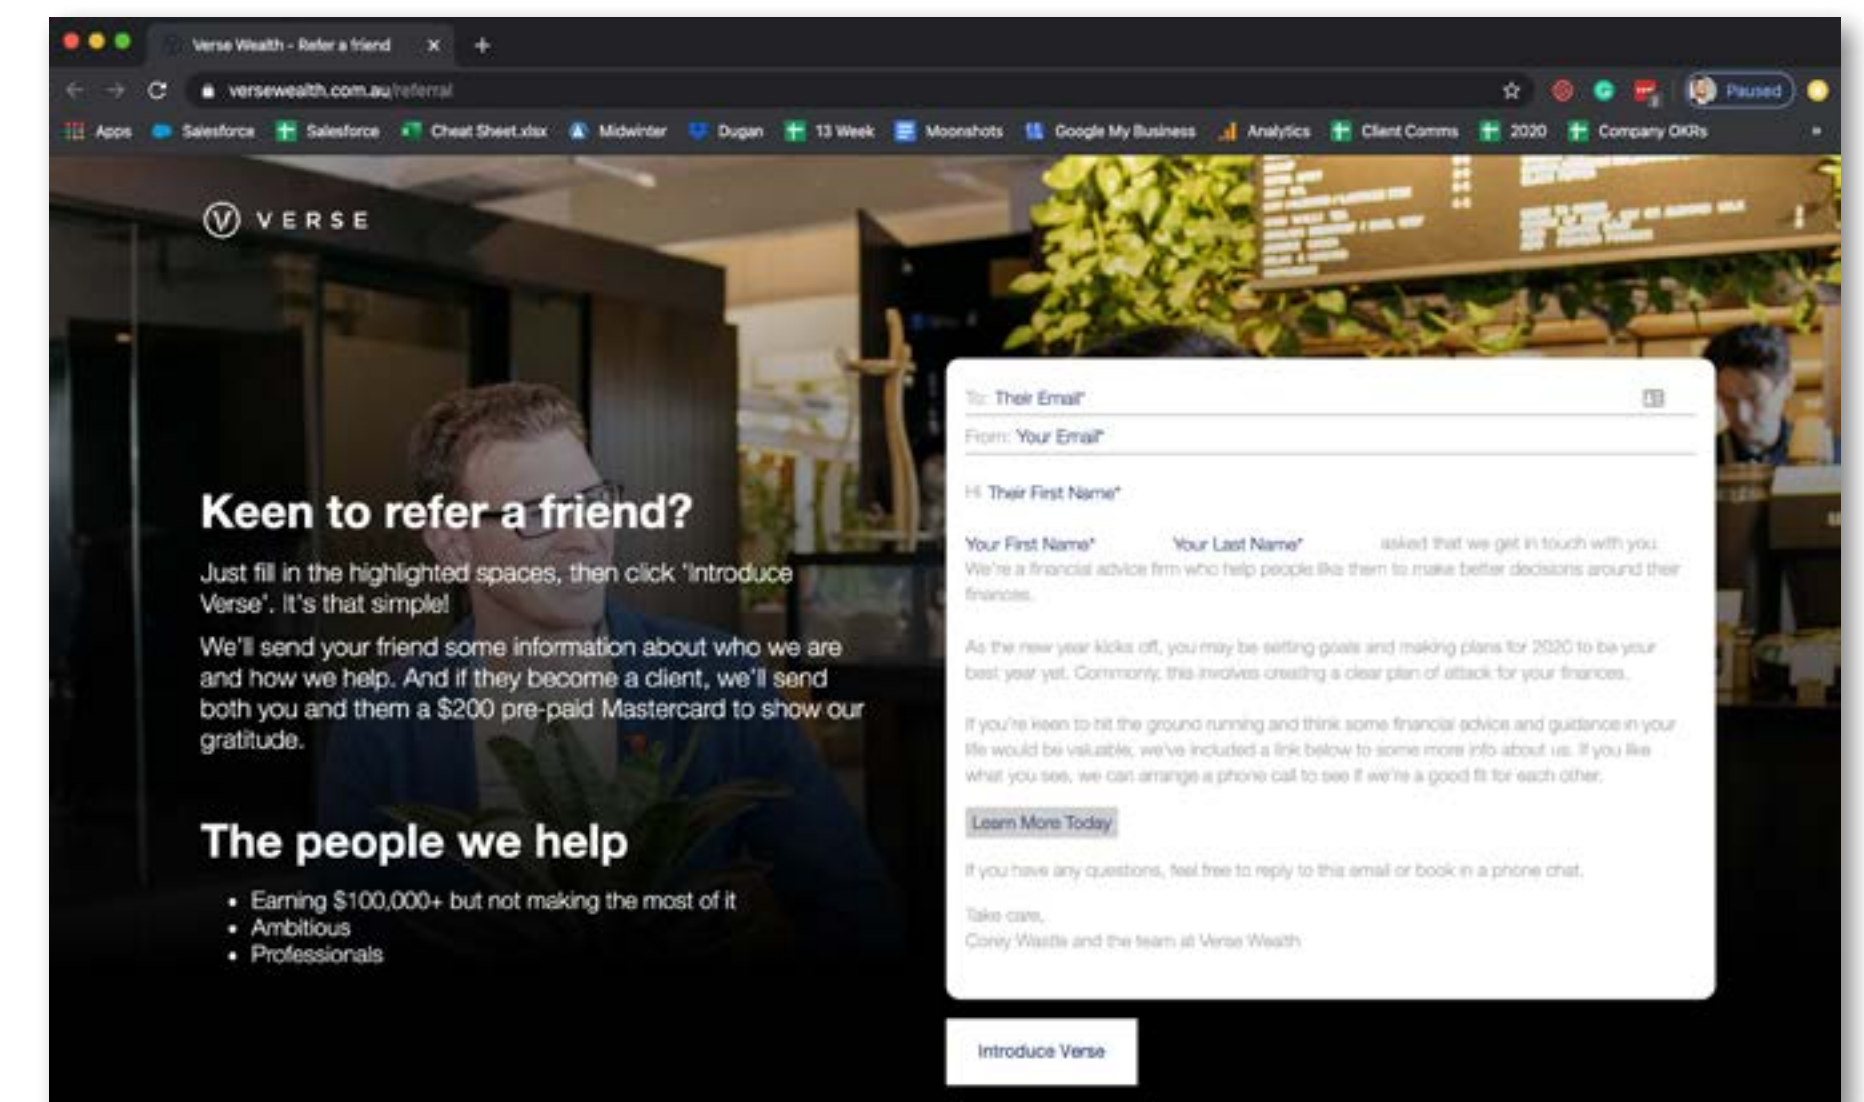 Verse Wealth - Refer a friend
versewealth.com.au/referral
Paused
Apps Salesforce Salesforce Cheat Sheet.xlsx Midwinter Dugan 13 Week Moonshots Google My Business Analytics Client Comms 2020 Company OKRs
VERSE
Keen to refer a friend?
Just fill in the highlighted spaces, then click 'Introduce
Verse'. It's that simple!
We'll send your friend some information about who we are
and how we help. And if they become a client, we'll send
both you and them a $200 pre-paid Mastercard to show our
gratitude.
The people we help
• Earning $100,000+ but not making the most of it
• Ambitious
• Professionals
To: Their Email*
From: Your Email*
Hi Their First Name*
Your First Name* Your Last Name* asked that we get in touch with you.
We're a financial advice firm who help people like them to make better decisions around their
finances.
As the new year kicks off, you may be setting goals and making plans for 2020 to be your
best year yet. Commonly, this involves creating a clear plan of attack for your finances.
If you're keen to hit the ground running and think some financial advice and guidance in your
life would be valuable, we've included a link below to some more info about us. If you like
what you see, we can arrange a phone call to see if we're a good fit for each other.
Learn More Today
If you have any questions, feel free to reply to this email or book in a phone chat.
Take care,
Corey Wastle and the team at Verse Wealth
Introduce Verse